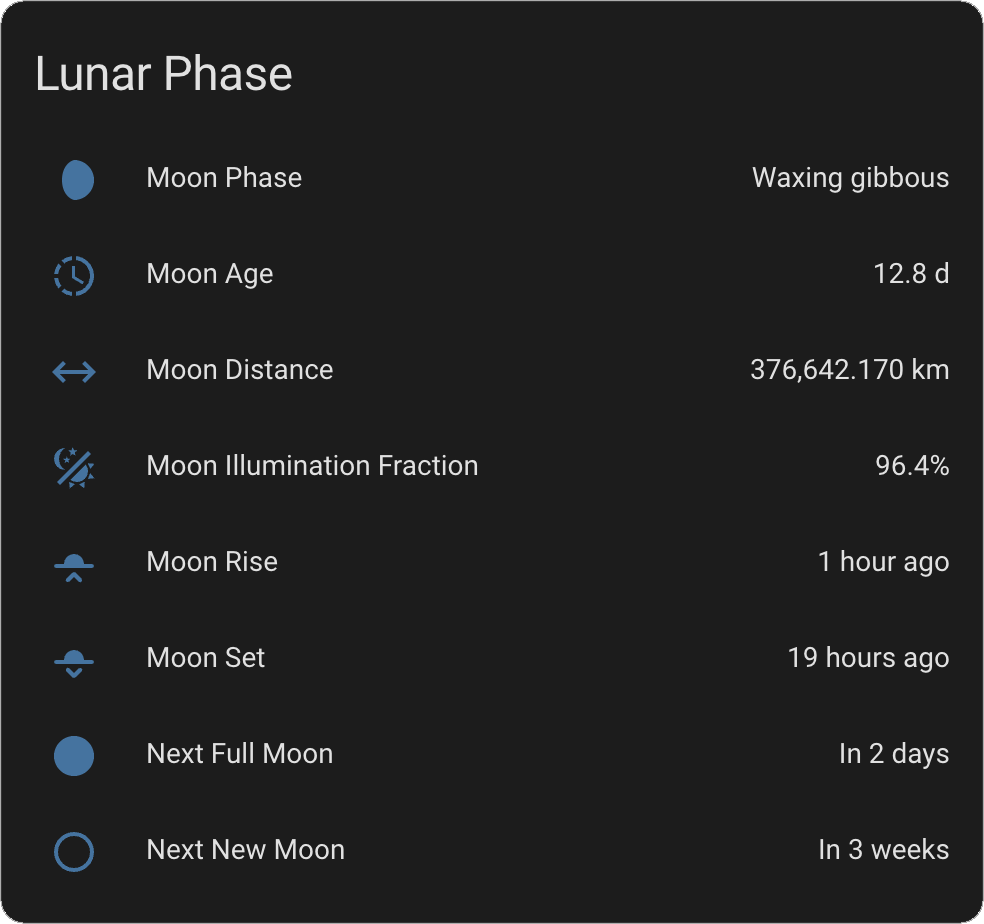 Lunar Phase
Moon Phase Waxing gibbous
Moon Age 12.8 d
Moon Distance 376,642.170 km
Moon Illumination Fraction 96.4%
Moon Rise 1 hour ago
Moon Set 19 hours ago
Next Full Moon In 2 days
Next New Moon In 3 weeks